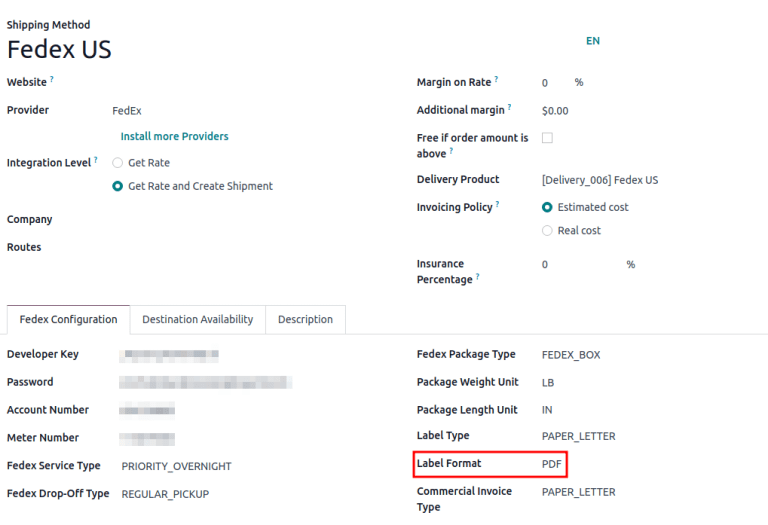 Shipping Method
Fedex US
EN
Website ?
Provider FedEx
Install more Providers
Integration Level ? Get Rate
Get Rate and Create Shipment
Company
Routes
Margin on Rate ? 0 %
Additional margin ? $0.00
Free if order amount is
above ?
Delivery Product [Delivery_006] Fedex US
Invoicing Policy ? Estimated cost
Real cost
Insurance 0 %
Percentage ?
Fedex Configuration Destination Availability Description
Developer Key
Password
Account Number
Meter Number
Fedex Service Type PRIORITY_OVERNIGHT
Fedex Drop-Off Type REGULAR_PICKUP
Fedex Package Type FEDEX_BOX
Package Weight Unit LB
Package Length Unit IN
Label Type PAPER_LETTER
Label Format PDF
Commercial Invoice PAPER_LETTER
Type